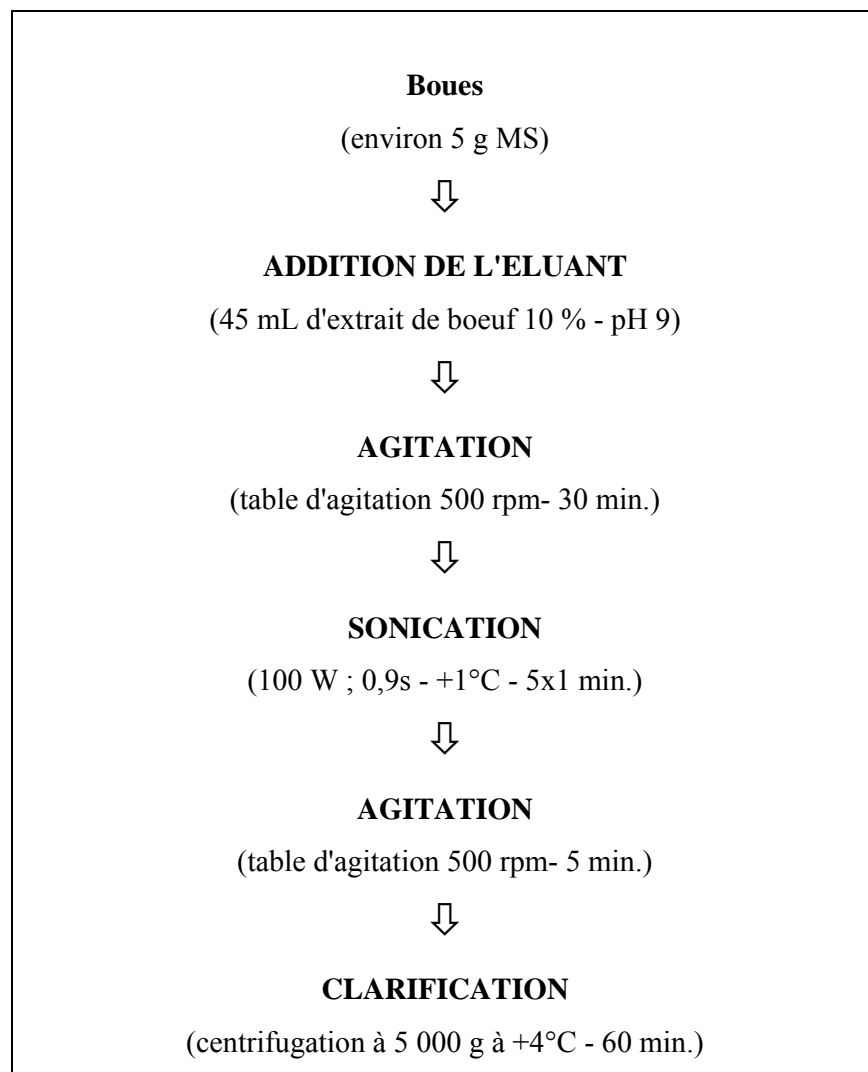 Boues
(environ 5 g MS)
ADDITION DE L'ELUANT
(45 mL d'extrait de boeuf 10 % - pH 9)
AGITATION
(table d'agitation 500 rpm- 30 min.)
SONICATION
(100 W ; 0,9s - +1°C - 5x1 min.)
AGITATION
(table d'agitation 500 rpm- 5 min.)
CLARIFICATION
(centrifugation à 5 000 g à +4°C - 60 min.)